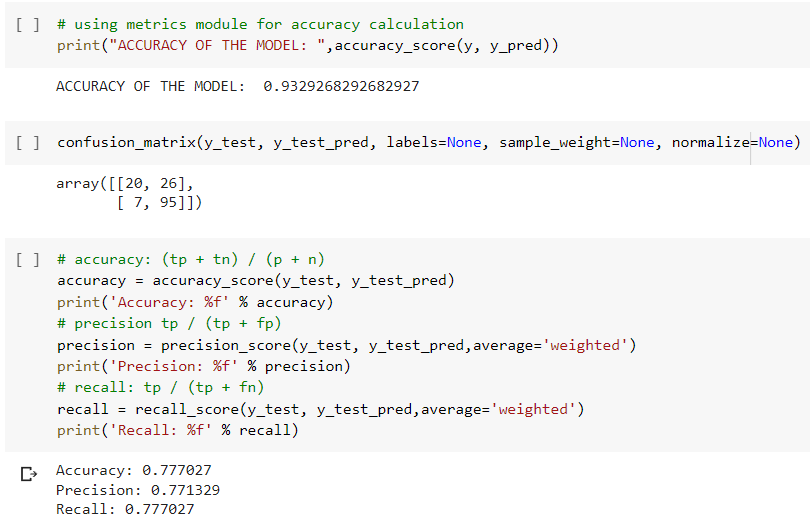 [ ] # using metrics module for accuracy calculation
print("ACCURACY OF THE MODEL: ",accuracy_score(y, y_pred))
ACCURACY OF THE MODEL:  0.9329268292682927
[ ] confusion_matrix(y_test, y_test_pred, labels=None, sample_weight=None, normalize=None)
array([[20, 26],
       [ 7, 95]])
[ ] # accuracy: (tp + tn) / (p + n)
accuracy = accuracy_score(y_test, y_test_pred)
print('Accuracy: %f' % accuracy)
# precision tp / (tp + fp)
precision = precision_score(y_test, y_test_pred,average='weighted')
print('Precision: %f' % precision)
# recall: tp / (tp + fn)
recall = recall_score(y_test, y_test_pred,average='weighted')
print('Recall: %f' % recall)
Accuracy: 0.777027
Precision: 0.771329
Recall: 0.777027